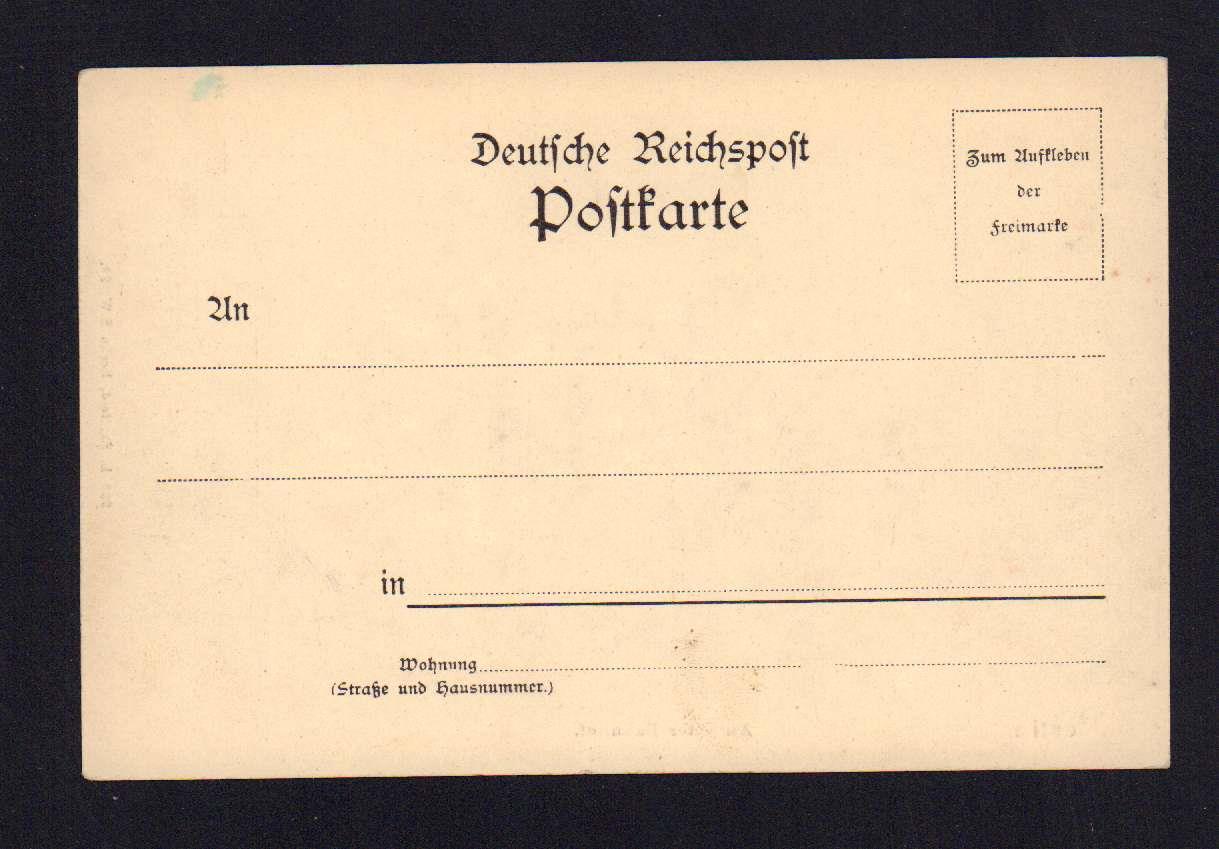 Deutsche Reichspost
Postkarte
Zum Aufkleben
der
Freimarke
An
in
Wohnung
(Straße und Hausnummer.)